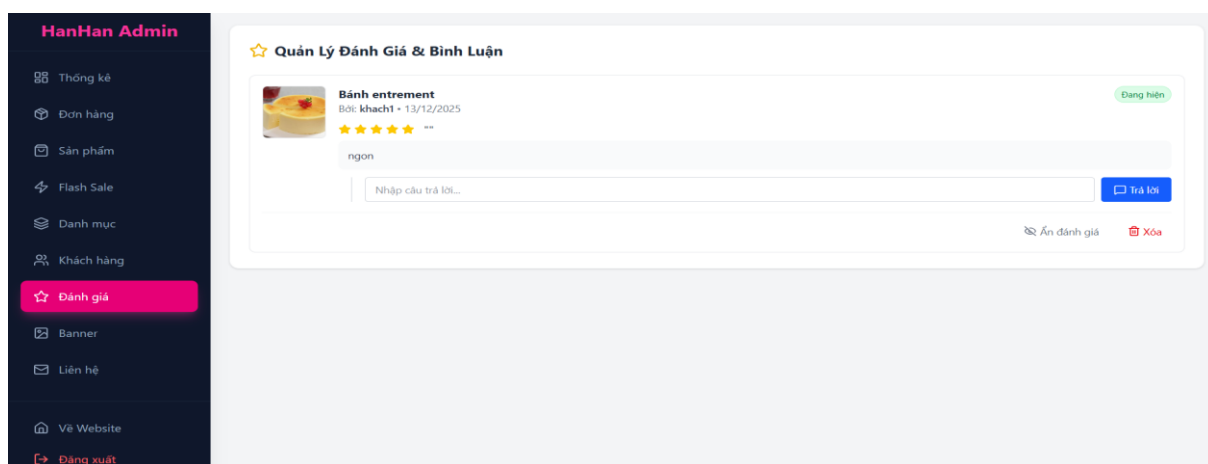 HanHan Admin
Thống kê
Đơn hàng
Sản phẩm
Flash Sale
Danh mục
Khách hàng
Đánh giá
Banner
Liên hệ
Về Website
Đăng xuất
Quản Lý Đánh Giá & Bình Luận
Bánh entrement
Đang hiện
Bởi: khach1 • 13/12/2025
""
ngon
Nhập câu trả lời...
Trả lời
Ẩn đánh giá
Xóa